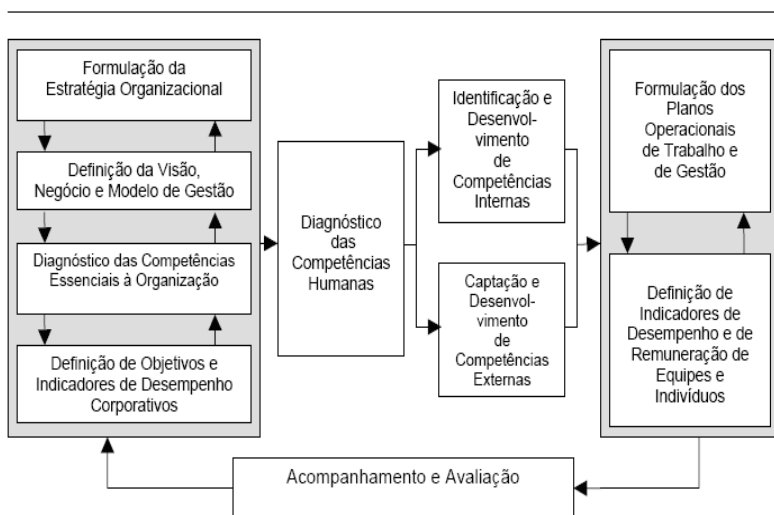 Formulação da
Estratégia Organizacional
Definição da Visão,
Negócio e Modelo de Gestão
Diagnóstico das Competências
Essenciais à Organização
Definição de Objetivos e
Indicadores de Desempenho
Corporativos
Diagnóstico
das
Competências
Humanas
Identificação e
Desenvol-
vimento
de
Competências
Internas
Captação e
Desenvol-
vimento
de
Competências
Externas
Formulação dos
Planos
Operacionais
de Trabalho e
de Gestão
Definição de
Indicadores de
Desempenho e de
Remuneração de
Equipes e
Indivíduos
Acompanhamento e Avaliação